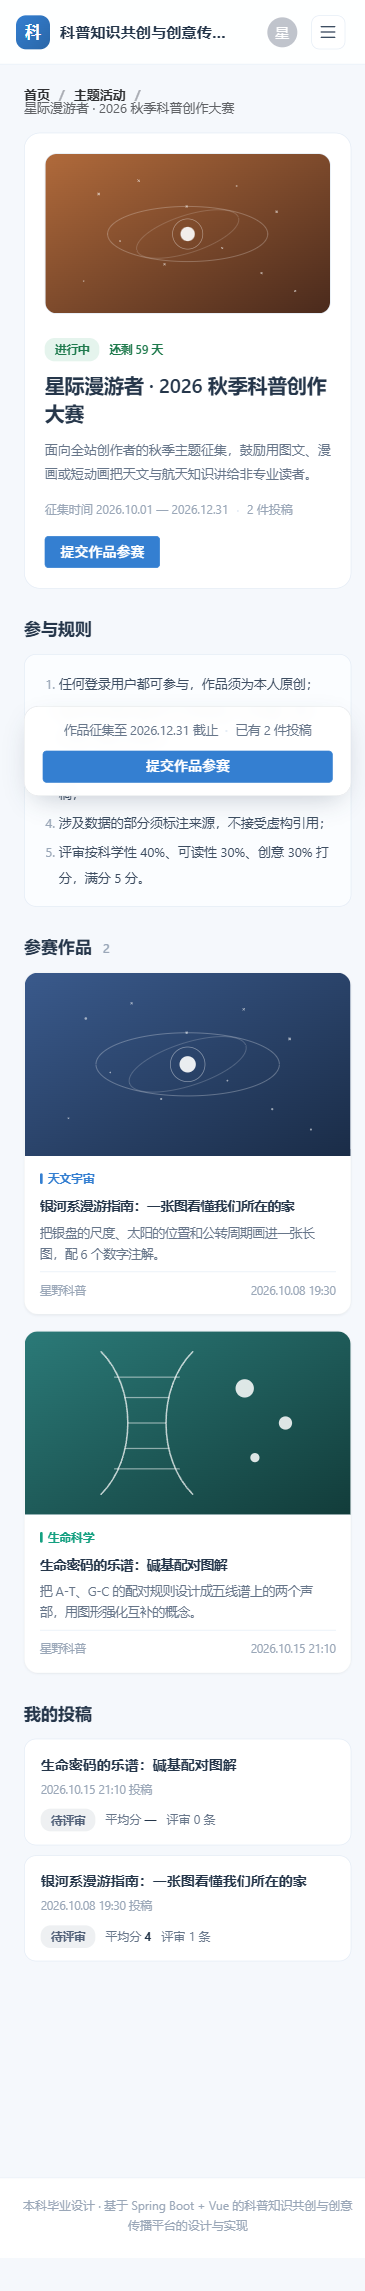 科 科普知识共创与创意传... 星
首页 / 主题活动 /
星际漫游者 · 2026 秋季科普创作大赛
进行中 还剩 59 天
星际漫游者 · 2026 秋季科普创作
大赛
面向全站创作者的秋季主题征集，鼓励用图文、漫
画或短动画把天文与航天知识讲给非专业读者。
征集时间 2026.10.01 — 2026.12.31 · 2 件投稿
提交作品参赛
参与规则
1. 任何登录用户都可参与，作品须为本人原创；
作品征集至 2026.12.31 截止 · 已有 2 件投稿
提交作品参赛
4. 涉及数据的部分须标注来源，不接受虚构引用；
5. 评审按科学性 40%、可读性 30%、创意 30% 打
分，满分 5 分。
参赛作品 2
天文宇宙
银河系漫游指南：一张图看懂我们所在的家
把银盘的尺度、太阳的位置和公转周期画进一张长
图，配 6 个数字注解。
星野科普 2026.10.08 19:30
生命科学
生命密码的乐谱：碱基配对图解
把 A-T、G-C 的配对规则设计成五线谱上的两个声
部，用图形强化互补的概念。
星野科普 2026.10.15 21:10
我的投稿
生命密码的乐谱：碱基配对图解
2026.10.15 21:10 投稿
待评审 平均分 — 评审 0 条
银河系漫游指南：一张图看懂我们所在的家
2026.10.08 19:30 投稿
待评审 平均分 4 评审 1 条
本科毕业设计 · 基于 Spring Boot + Vue 的科普知识共创与创意
传播平台的设计与实现